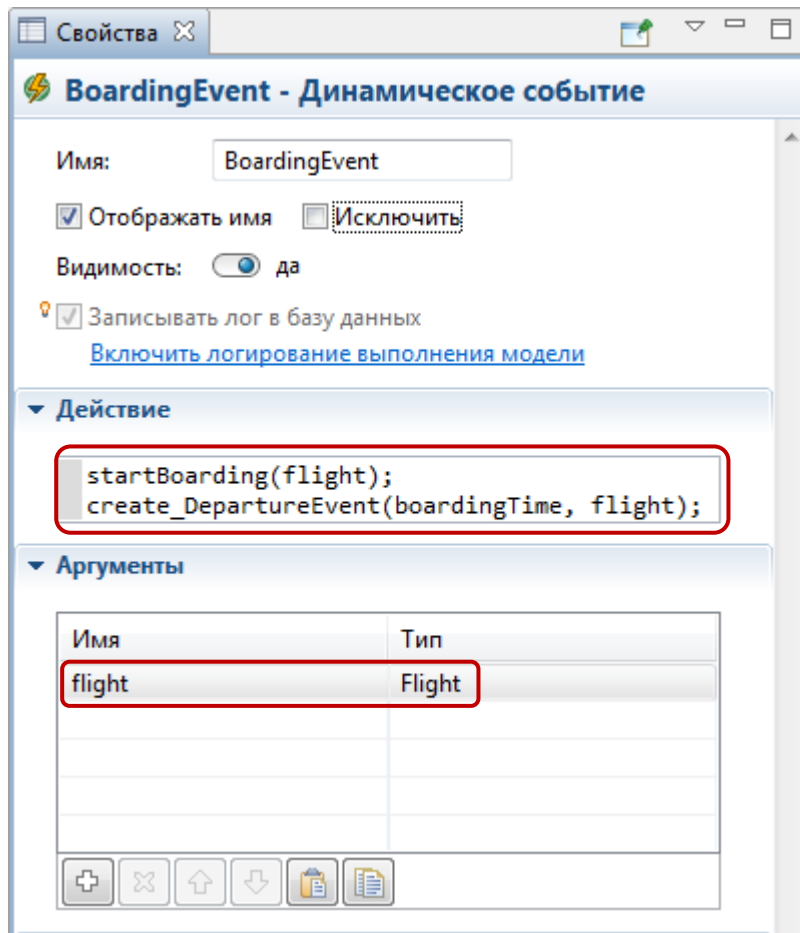 Свойства
BoardingEvent - Динамическое событие
Имя: BoardingEvent
Отображать имя Исключить
Видимость: да
Записывать лог в базу данных
Включить логирование выполнения модели
Действие
startBoarding(flight);
create_DepartureEvent(boardingTime, flight);
Аргументы
Имя Тип
flight Flight